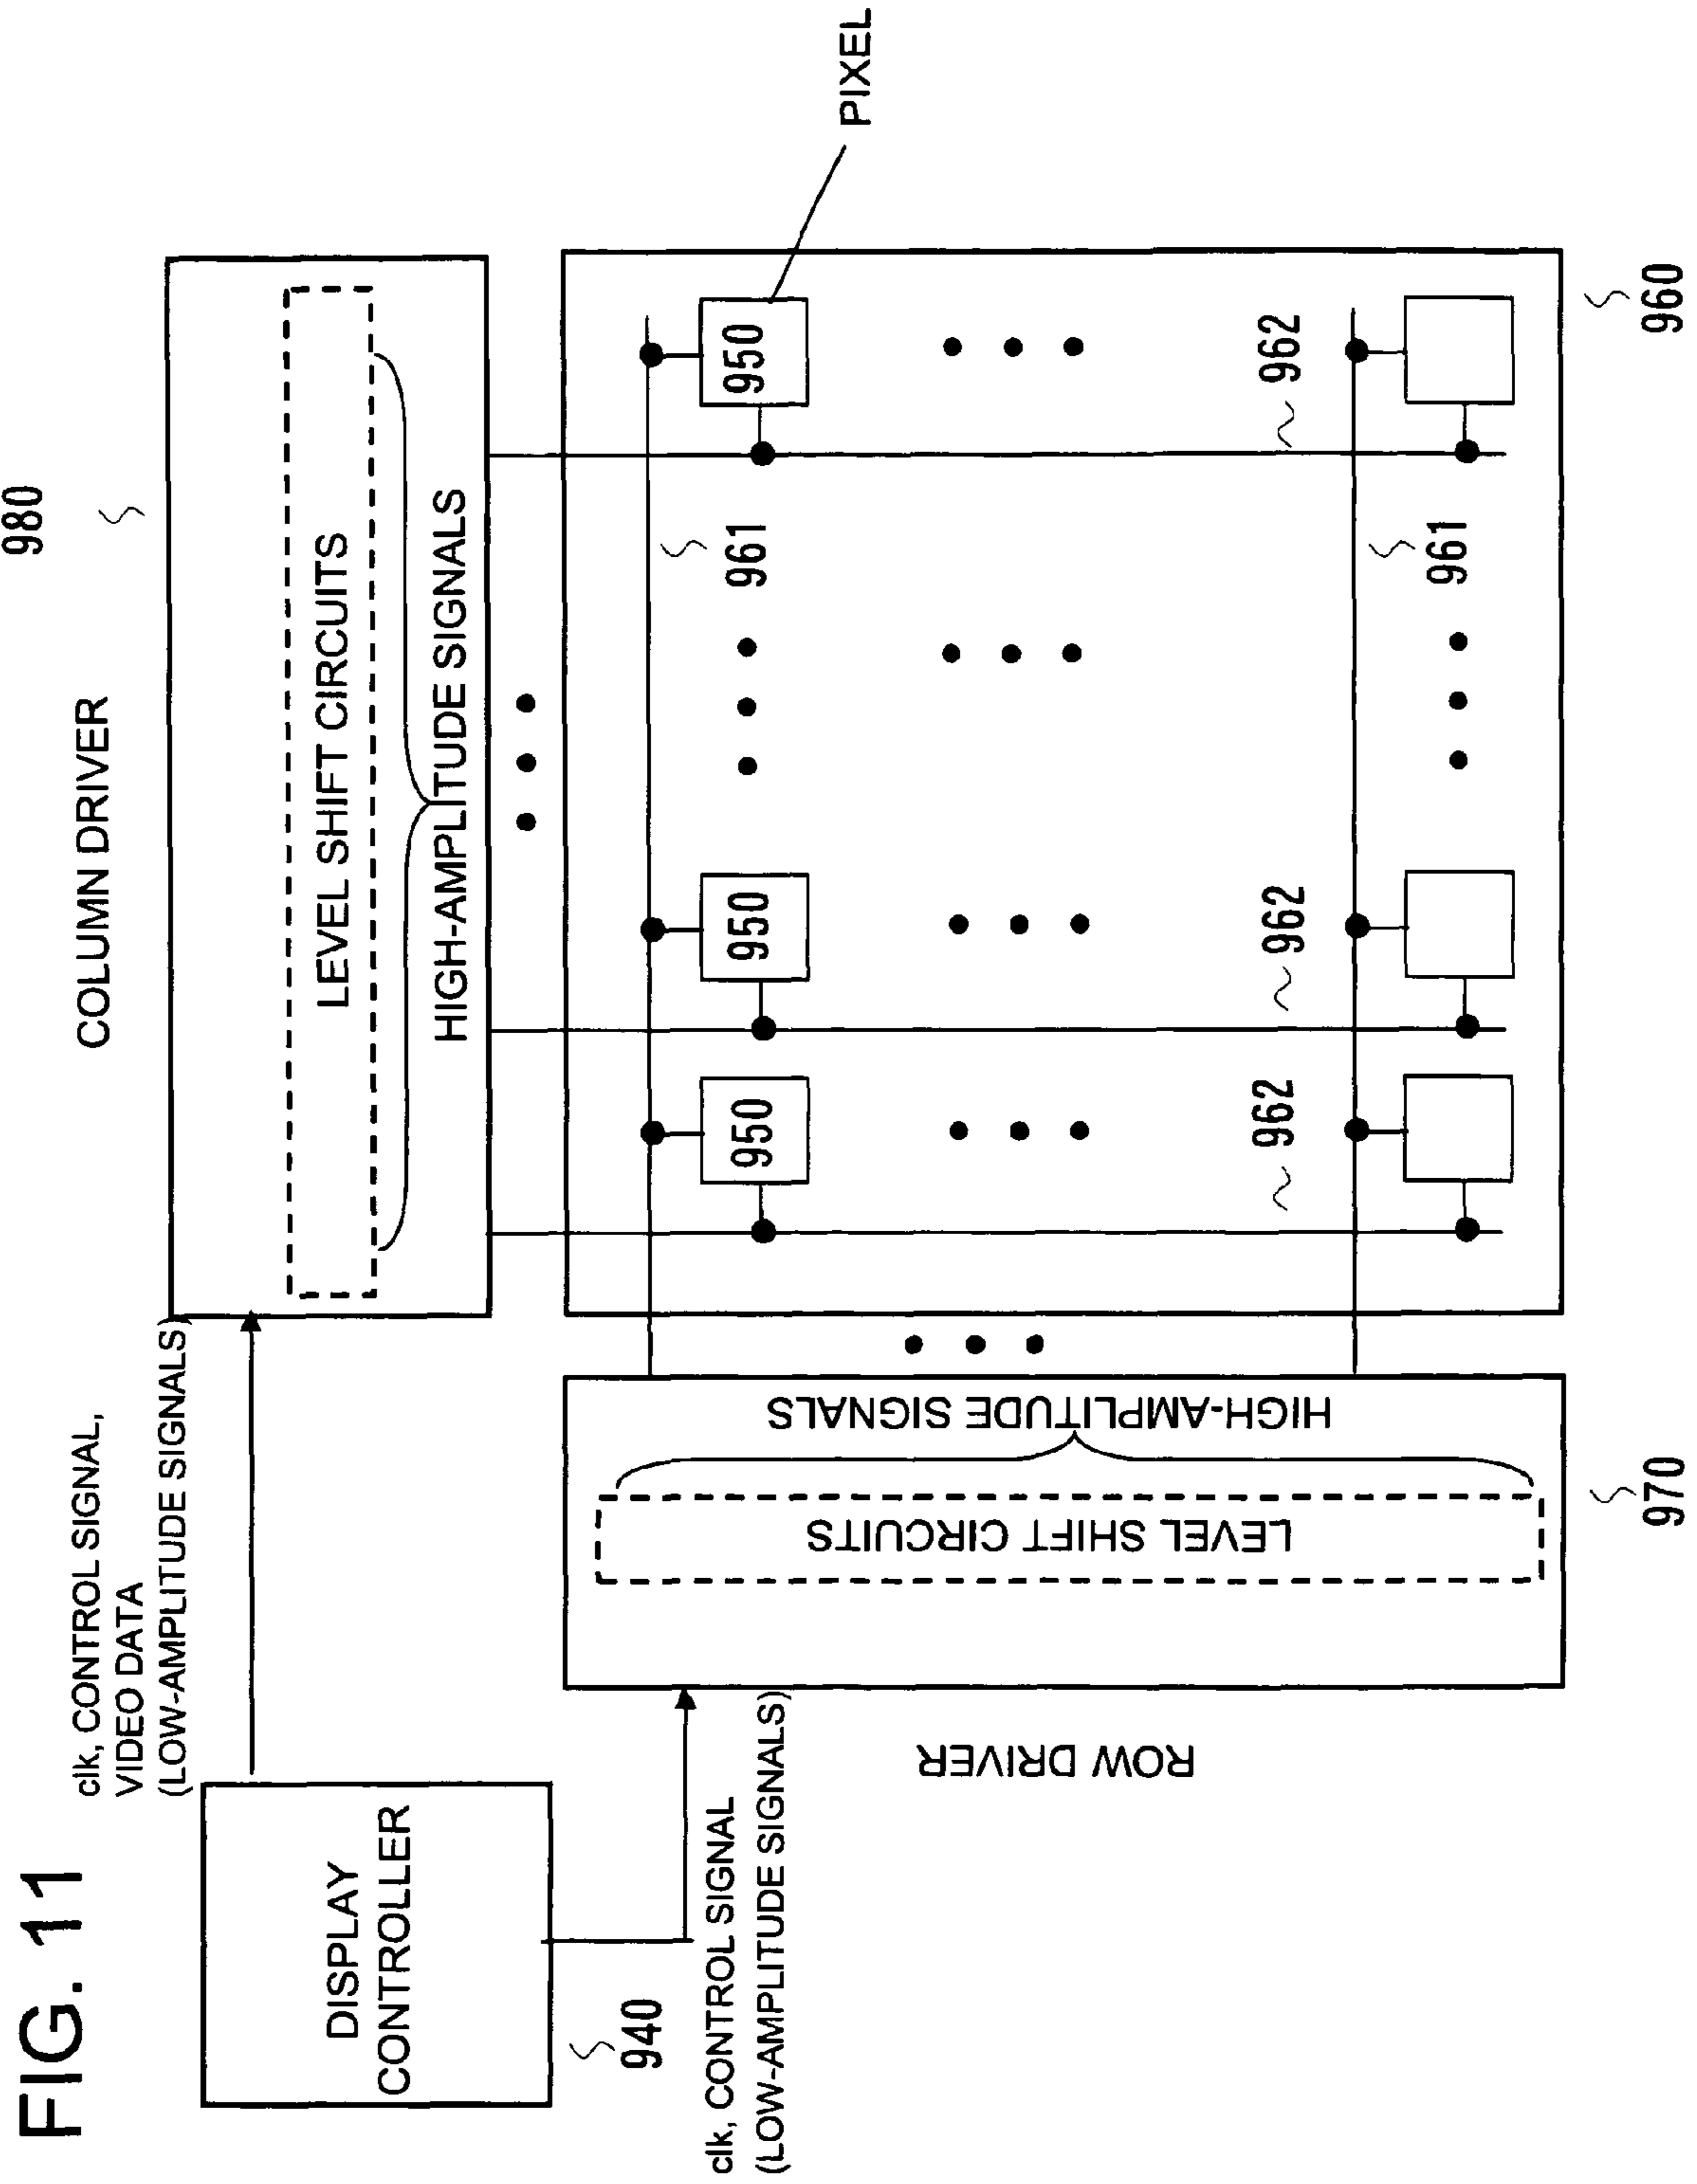 FIG. 11
980
COLUMN DRIVER
clk, CONTROL SIGNAL,
VIDEO DATA
(LOW-AMPLITUDE SIGNALS)
LEVEL SHIFT CIRCUITS
HIGH-AMPLITUDE SIGNALS
DISPLAY
CONTROLLER
940
clk, CONTROL SIGNAL
(LOW-AMPLITUDE SIGNALS)
ROW DRIVER
LEVEL SHIFT CIRCUITS
HIGH-AMPLITUDE SIGNALS
970
950
950
950
PIXEL
961
962
962
962
961
960